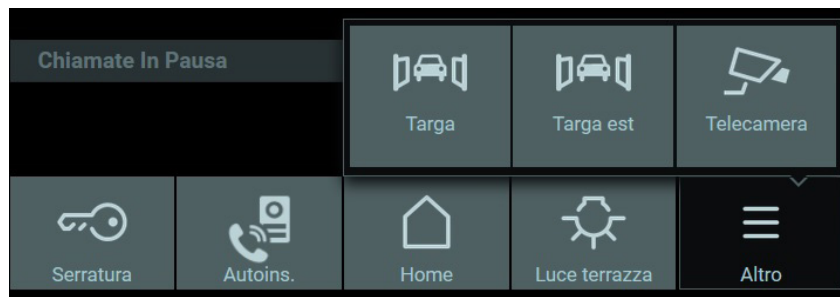 Chiamate In Pausa
Targa
Targa est
Telecamera
Serratura
Autoins.
Home
Luce terrazza
Altro